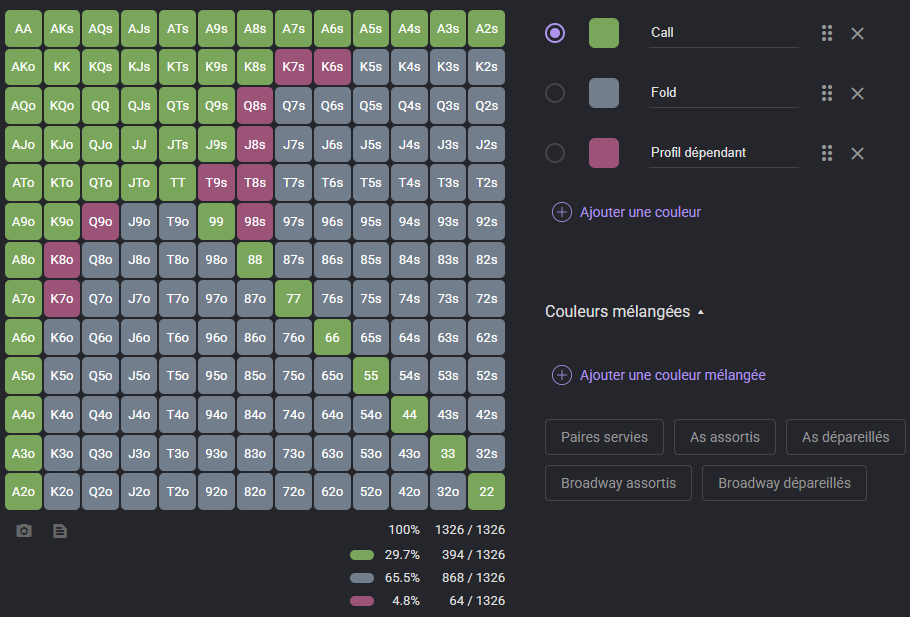 AA AKs AQs AJs ATs A9s A8s A7s A6s A5s A4s A3s A2s
Call
AKo KK KQs KJs KTs K9s K8s K7s K6s K5s K4s K3s K2s
AQo KQo QQ QJs QTs Q9s Q8s Q7s Q6s Q5s Q4s Q3s Q2s
Fold
AJo KJo QJo JJ JTs J9s J8s J7s J6s J5s J4s J3s J2s
Profil dépendant
ATo KTo QTo JTo TT T9s T8s T7s T6s T5s T4s T3s T2s
Ajouter une couleur
A9o K9o Q9o J9o T9o 99 98s 97s 96s 95s 94s 93s 92s
A8o K8o Q8o J8o T8o 98o 88 87s 86s 85s 84s 83s 82s
A7o K7o Q7o J7o T7o 97o 87o 77 76s 75s 74s 73s 72s
Couleurs mélangées
A6o K6o Q6o J6o T6o 96o 86o 76o 66 65s 64s 63s 62s
A5o K5o Q5o J5o T5o 95o 85o 75o 65o 55 54s 53s 52s
Ajouter une couleur mélangée
A4o K4o Q4o J4o T4o 94o 84o 74o 64o 54o 44 43s 42s
A3o K3o Q3o J3o T3o 93o 83o 73o 63o 53o 43o 33 32s
Paires servies As assortis As dépareillés
A2o K2o Q2o J2o T2o 92o 82o 72o 62o 52o 42o 32o 22
Broadway assortis Broadway dépareillés
100% 1326 / 1326
29.7% 394 / 1326
65.5% 868 / 1326
4.8% 64 / 1326